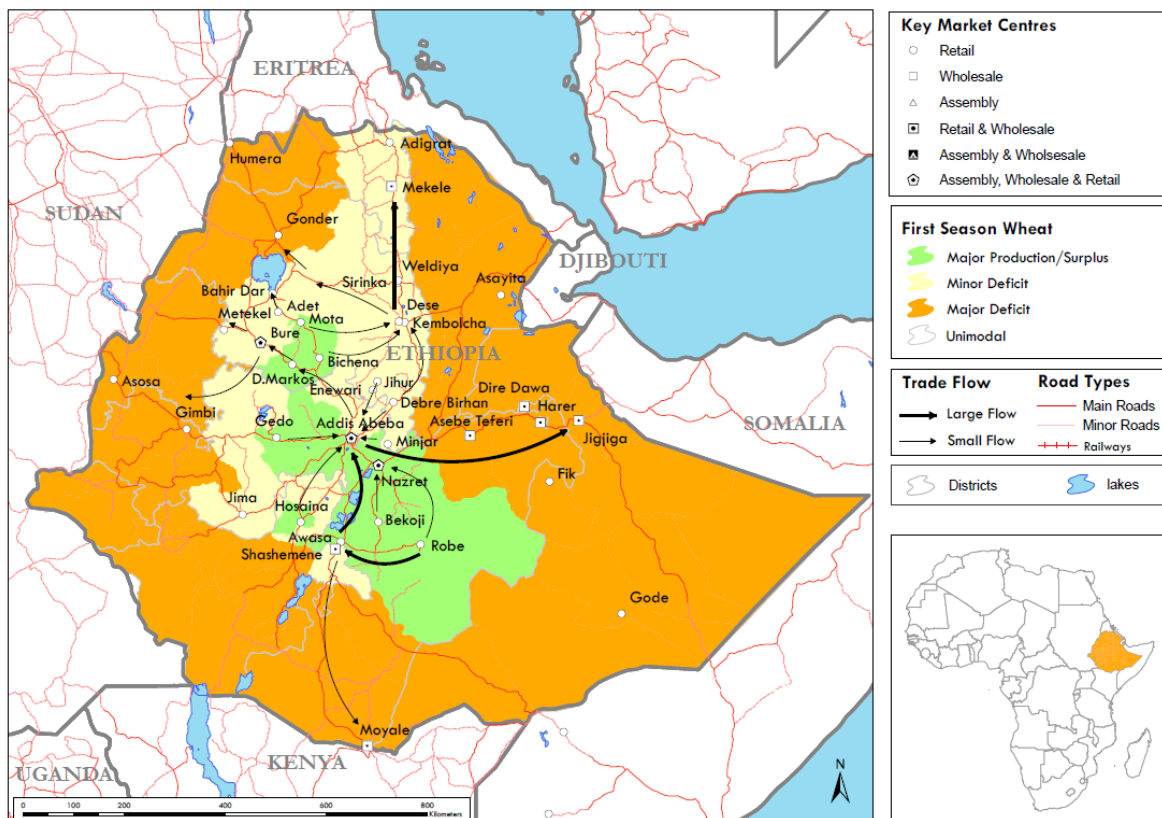 ERITREA
Adigrat
Humera
Mekele
SUDAN
Gonder
Weldiya
Sirinka
Asayita
DJIBOUTI
Bahir Dar
Adet
Dese
Metekel
Mota
Kembolcha
Bure
ETHIOPIA
Bichena
D.Markos
Jihur
Enewari
Dire Dawa
Asosa
Debre Birhan
Harer
Gimbi
Gedo
Addis Abeba
Asebe Teferi
SOMALIA
Minjar
Jigjiga
Nazret
Fik
Jima
Hosaina
Bekoji
Awasa
Shashemene
Robe
Gode
Moyale
KENYA
UGANDA
N
0 100 200 400 600 800
Kilometers
Key Market Centres
Retail
Wholesale
Assembly
Retail & Wholesale
Assembly & Wholsesale
Assembly, Wholesale & Retail
First Season Wheat
Major Production/Surplus
Minor Deficit
Major Deficit
Unimodal
Trade Flow Road Types
Large Flow Main Roads
Minor Roads
Small Flow Railways
Districts lakes